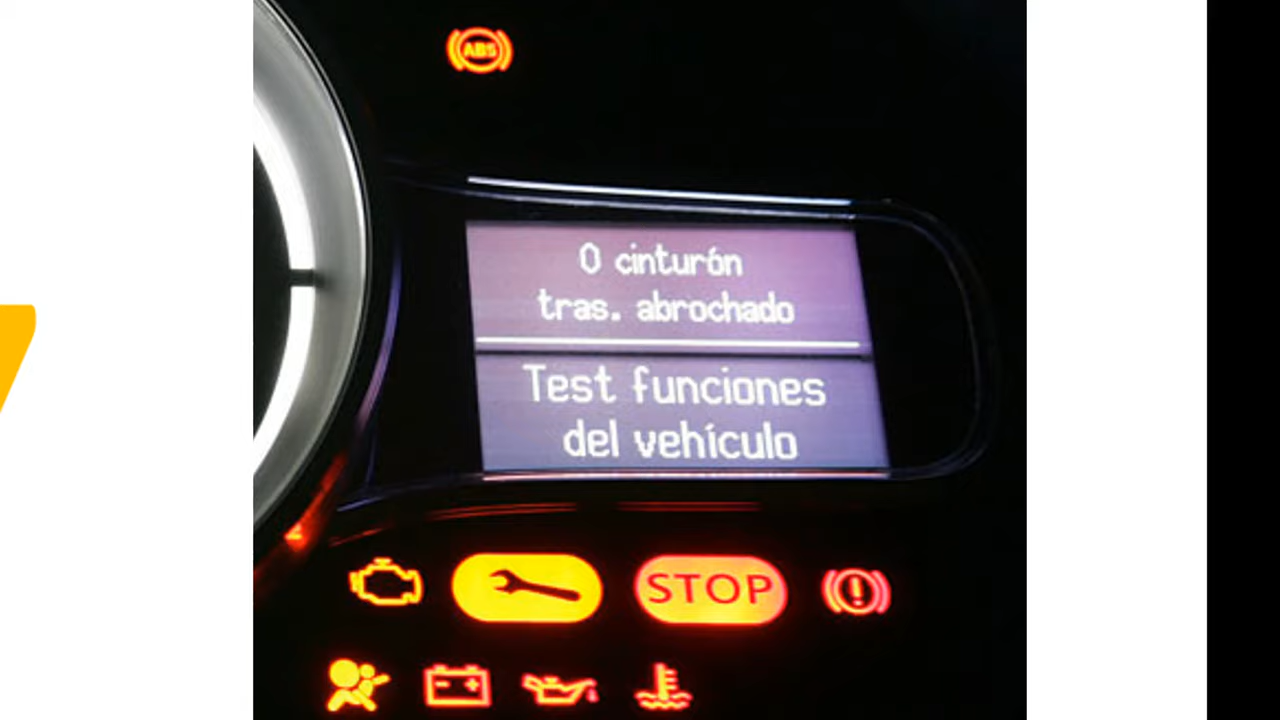 ABS
0 cinturón
tras. abrochado
Test funciones
del vehículo
STOP